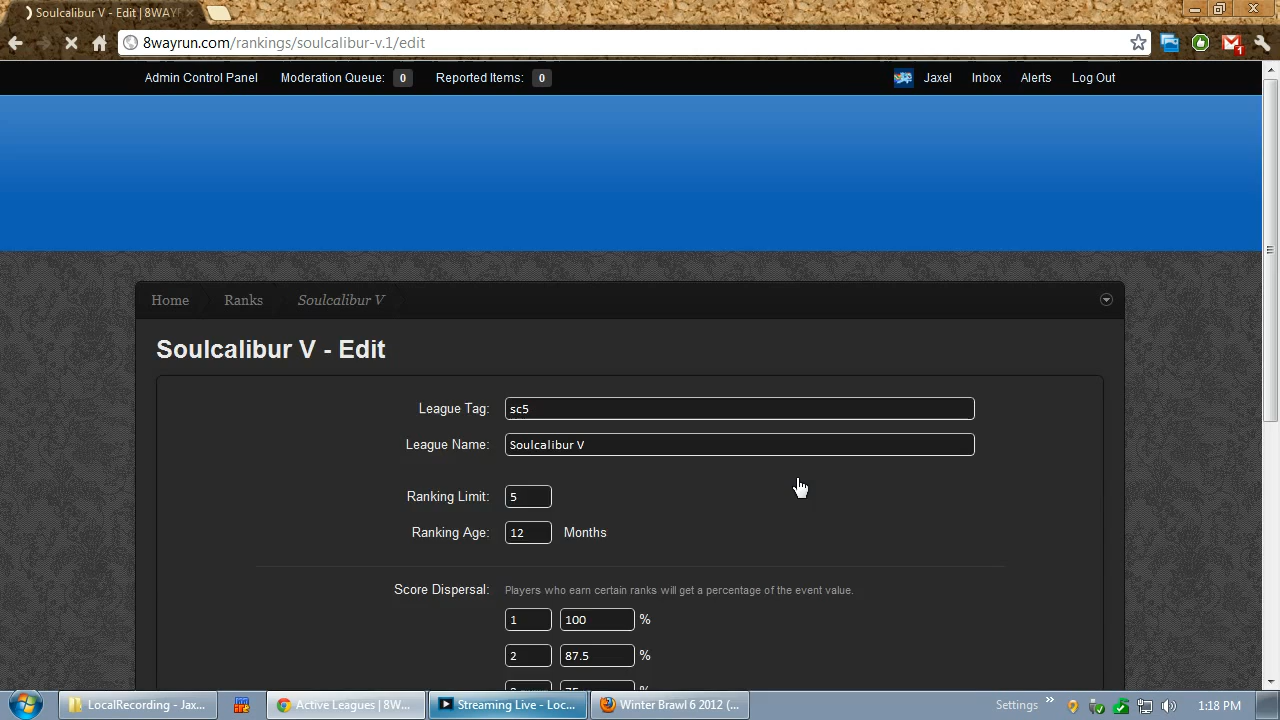 Soulcalibur V - Edit | 8WAYR
8wayrun.com/rankings/soulcalibur-v.1/edit
1
Admin Control Panel Moderation Queue: 0 Reported Items: 0 Jaxel Inbox Alerts Log Out
Home Ranks Soulcalibur V
Soulcalibur V - Edit
League Tag: sc5
League Name: Soulcalibur V
Ranking Limit: 5
Ranking Age: 12 Months
Score Dispersal: Players who earn certain ranks will get a percentage of the event value.
1 100 %
2 87.5 %
LocalRecording - Jax... Active Leagues | 8W... Streaming Live - Loc... Winter Brawl 6 2012 (... Settings 1:18 PM